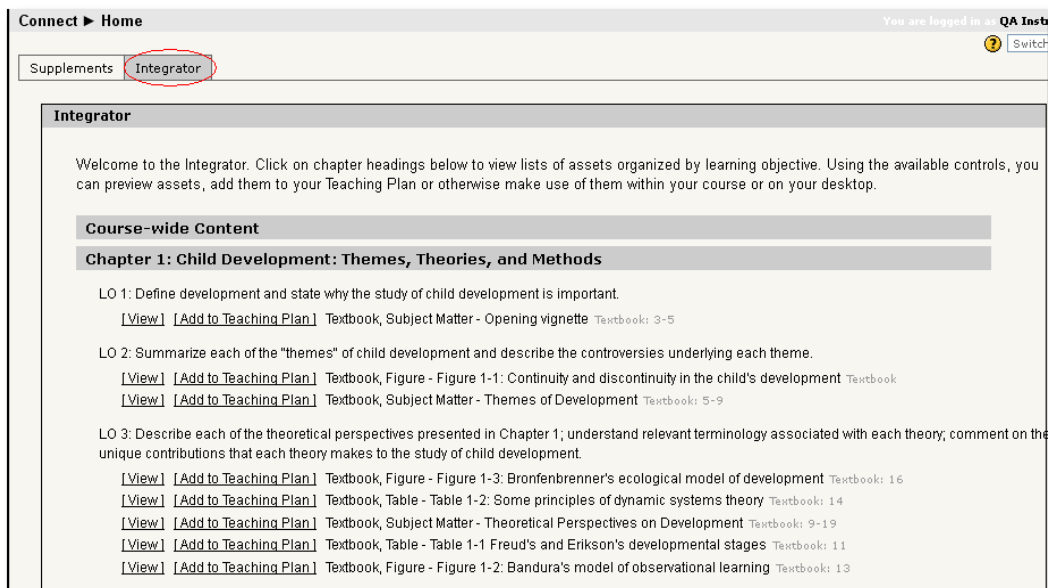 Connect ► Home
You are logged in as QA Instr
? Switch
Supplements Integrator
Integrator
Welcome to the Integrator. Click on chapter headings below to view lists of assets organized by learning objective. Using the available controls, you
can preview assets, add them to your Teaching Plan or otherwise make use of them within your course or on your desktop.
Course-wide Content
Chapter 1: Child Development: Themes, Theories, and Methods
LO 1: Define development and state why the study of child development is important.
[View] [Add to Teaching Plan] Textbook, Subject Matter - Opening vignette Textbook: 3-5
LO 2: Summarize each of the "themes" of child development and describe the controversies underlying each theme.
[View] [Add to Teaching Plan] Textbook, Figure - Figure 1-1: Continuity and discontinuity in the child's development Textbook
[View] [Add to Teaching Plan] Textbook, Subject Matter - Themes of Development Textbook: 5-9
LO 3: Describe each of the theoretical perspectives presented in Chapter 1; understand relevant terminology associated with each theory; comment on the
unique contributions that each theory makes to the study of child development.
[View] [Add to Teaching Plan] Textbook, Figure - Figure 1-3: Bronfenbrenner's ecological model of development Textbook: 16
[View] [Add to Teaching Plan] Textbook, Table - Table 1-2: Some principles of dynamic systems theory Textbook: 14
[View] [Add to Teaching Plan] Textbook, Subject Matter - Theoretical Perspectives on Development Textbook: 9-19
[View] [Add to Teaching Plan] Textbook, Table - Table 1-1 Freud's and Erikson's developmental stages Textbook: 11
[View] [Add to Teaching Plan] Textbook, Figure - Figure 1-2: Bandura's model of observational learning Textbook: 13